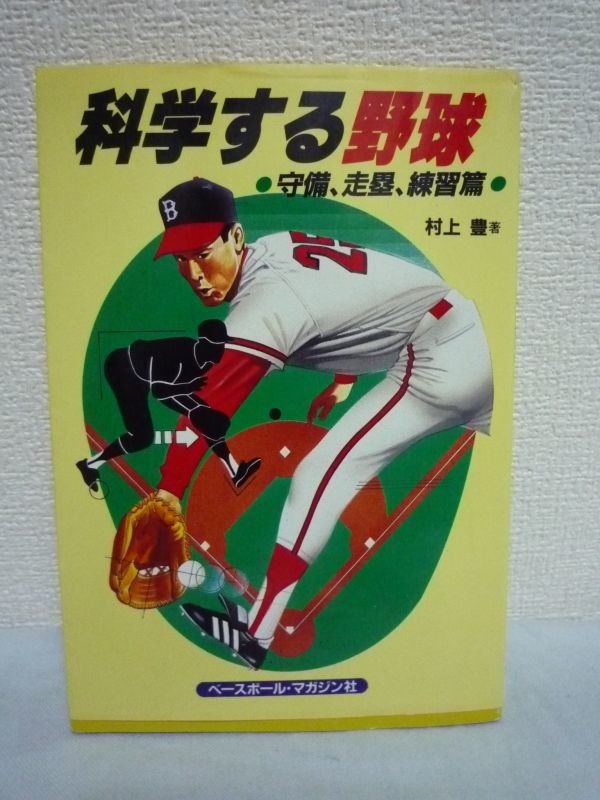 科学する野球
●守備、走塁、練習篇●
村上 豊著
B
25
ベースボール・マガジン社